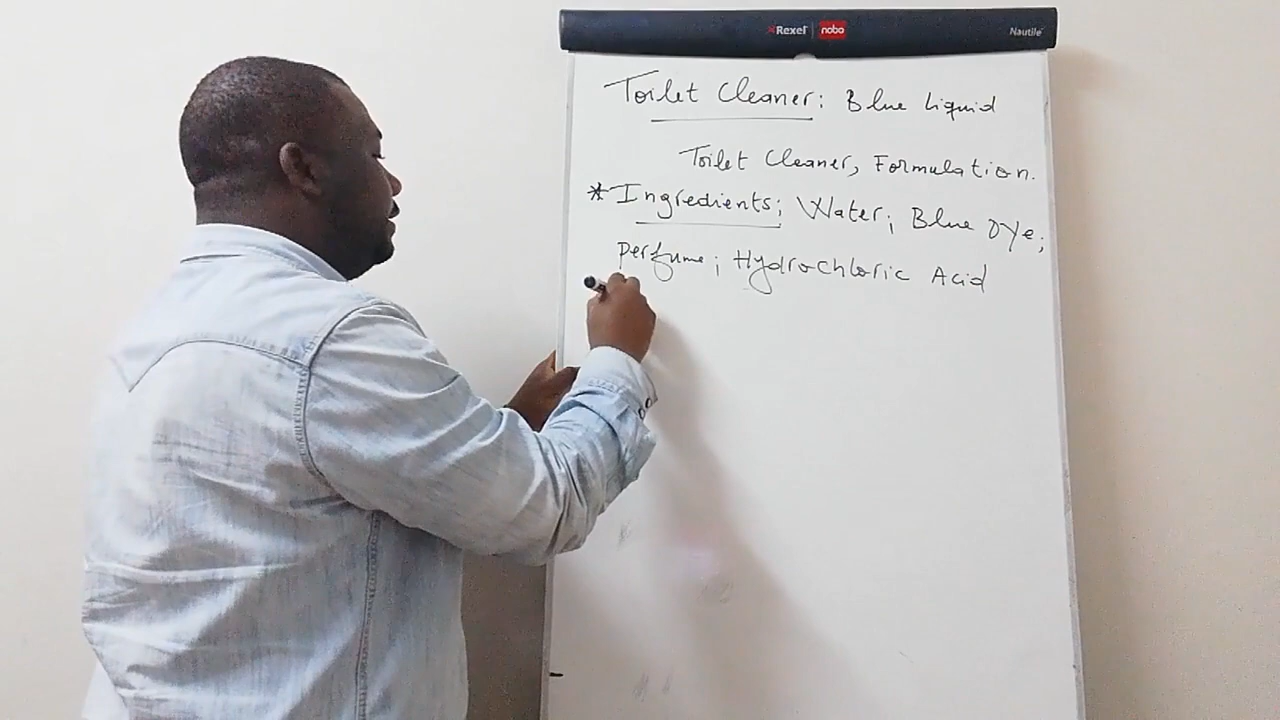 Rexel nobo Nautile
Toilet Cleaner: Blue Liquid
Toilet Cleaner, Formulation.
* Ingredients; Water; Blue Dye;
Perfume; Hydrochloric Acid